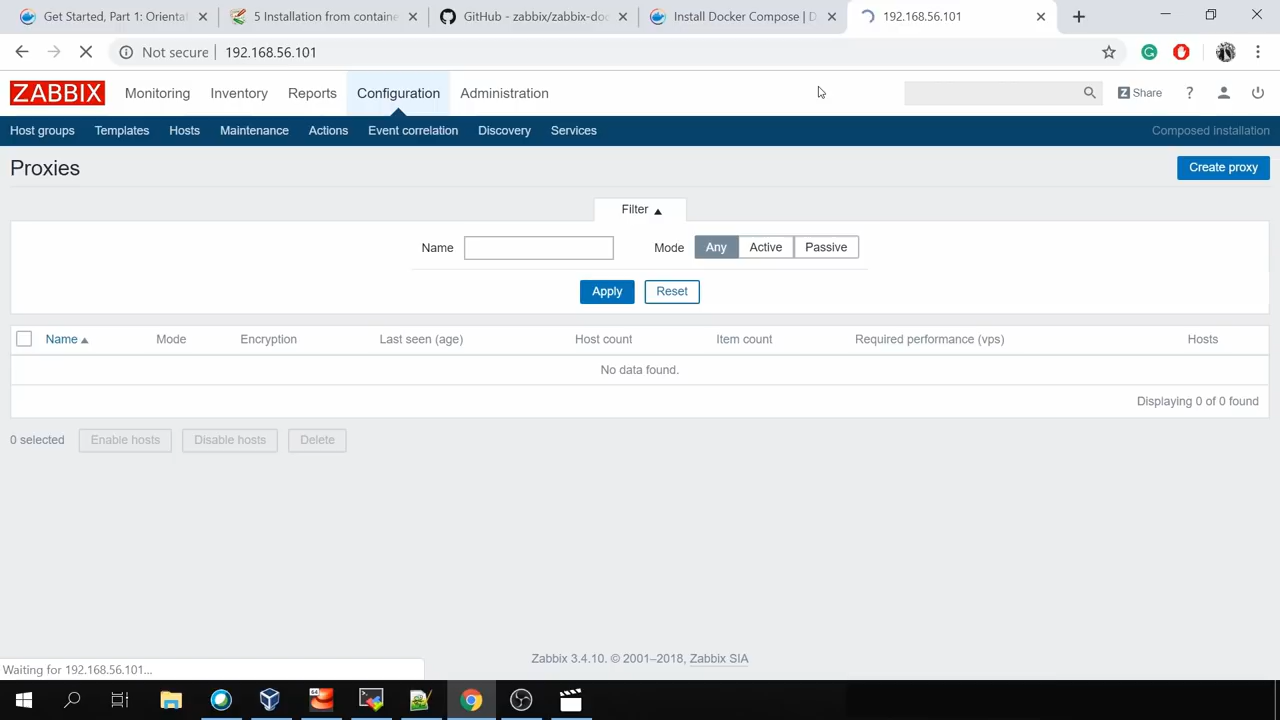 Get Started, Part 1: Orientat
5 Installation from containe
GitHub - zabbix/zabbix-doc
Install Docker Compose | D
192.168.56.101
Not secure | 192.168.56.101
ZABBIX
Monitoring Inventory Reports Configuration Administration
Z Share ?
Host groups Templates Hosts Maintenance Actions Event correlation Discovery Services Composed installation
Proxies
Create proxy
Filter
Name Mode Any Active Passive
Apply Reset
Name Mode Encryption Last seen (age) Host count Item count Required performance (vps) Hosts
No data found.
Displaying 0 of 0 found
0 selected Enable hosts Disable hosts Delete
Zabbix 3.4.10. © 2001–2018, Zabbix SIA
Waiting for 192.168.56.101...